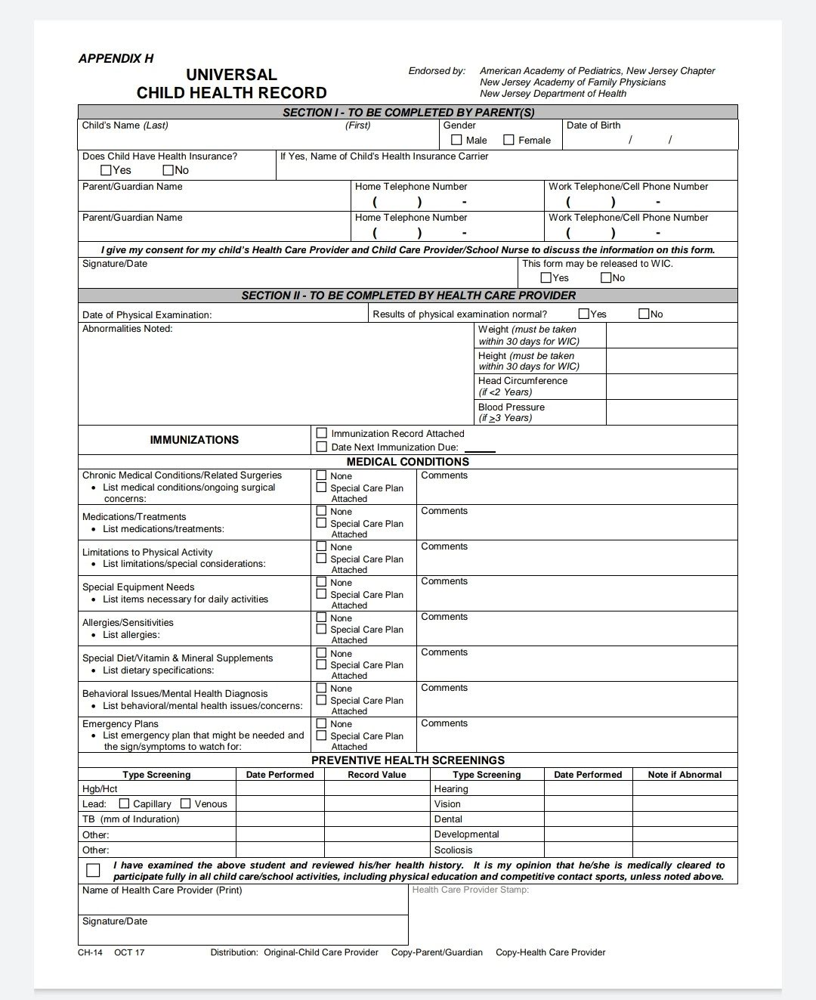 APPENDIX H
UNIVERSAL
CHILD HEALTH RECORD
Endorsed by: American Academy of Pediatrics, New Jersey Chapter
New Jersey Academy of Family Physicians
New Jersey Department of Health
SECTION I - TO BE COMPLETED BY PARENT(S)
Child's Name (Last) (First) Gender Date of Birth
Male Female / /
Does Child Have Health Insurance? If Yes, Name of Child's Health Insurance Carrier
Yes No
Parent/Guardian Name Home Telephone Number Work Telephone/Cell Phone Number
( ) - ( ) -
Parent/Guardian Name Home Telephone Number Work Telephone/Cell Phone Number
( ) - ( ) -
I give my consent for my child's Health Care Provider and Child Care Provider/School Nurse to discuss the information on this form.
Signature/Date This form may be released to WIC.
Yes No
SECTION II - TO BE COMPLETED BY HEALTH CARE PROVIDER
Date of Physical Examination: Results of physical examination normal? Yes No
Abnormalities Noted: Weight (must be taken
within 30 days for WIC)
Height (must be taken
within 30 days for WIC)
Head Circumference
(if <2 Years)
Blood Pressure
(if ≥3 Years)
IMMUNIZATIONS
Immunization Record Attached
Date Next Immunization Due:
MEDICAL CONDITIONS
Chronic Medical Conditions/Related Surgeries
• List medical conditions/ongoing surgical
concerns:
None
Special Care Plan
Attached
Comments
Medications/Treatments
• List medications/treatments:
None
Special Care Plan
Attached
Comments
Limitations to Physical Activity
• List limitations/special considerations:
None
Special Care Plan
Attached
Comments
Special Equipment Needs
• List items necessary for daily activities
None
Special Care Plan
Attached
Comments
Allergies/Sensitivities
• List allergies:
None
Special Care Plan
Attached
Comments
Special Diet/Vitamin & Mineral Supplements
• List dietary specifications:
None
Special Care Plan
Attached
Comments
Behavioral Issues/Mental Health Diagnosis
• List behavioral/mental health issues/concerns:
None
Special Care Plan
Attached
Comments
Emergency Plans
• List emergency plan that might be needed and
the sign/symptoms to watch for:
None
Special Care Plan
Attached
Comments
PREVENTIVE HEALTH SCREENINGS
Type Screening Date Performed Record Value Type Screening Date Performed Note if Abnormal
Hgb/Hct Hearing
Lead: Capillary Venous Vision
TB (mm of Induration) Dental
Other: Developmental
Other: Scoliosis
I have examined the above student and reviewed his/her health history. It is my opinion that he/she is medically cleared to
participate fully in all child care/school activities, including physical education and competitive contact sports, unless noted above.
Name of Health Care Provider (Print) Health Care Provider Stamp:
Signature/Date
CH-14 OCT 17 Distribution: Original-Child Care Provider Copy-Parent/Guardian Copy-Health Care Provider